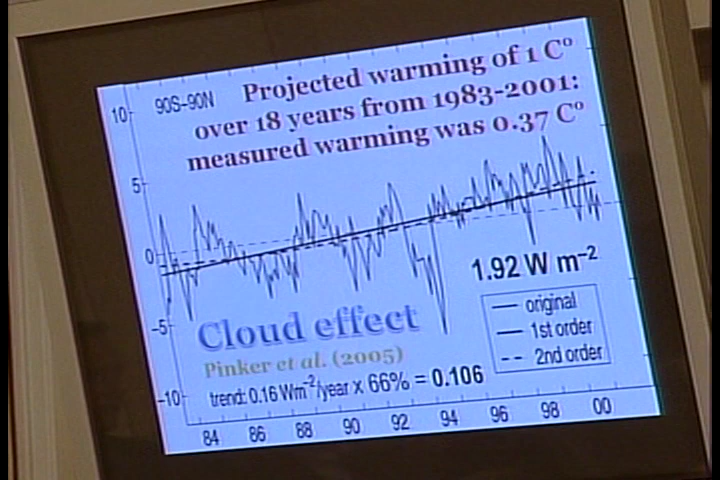 Projected warming of 1 Cº
90S-90N
over 18 years from 1983-2001:
measured warming was 0.37 Cº
10
5
0
-5
-10
1.92 W m⁻²
original
1st order
2nd order
Cloud effect
Pinker et al. (2005)
trend: 0.16 Wm⁻²/year x 66% = 0.106
84 86 88 90 92 94 96 98 00